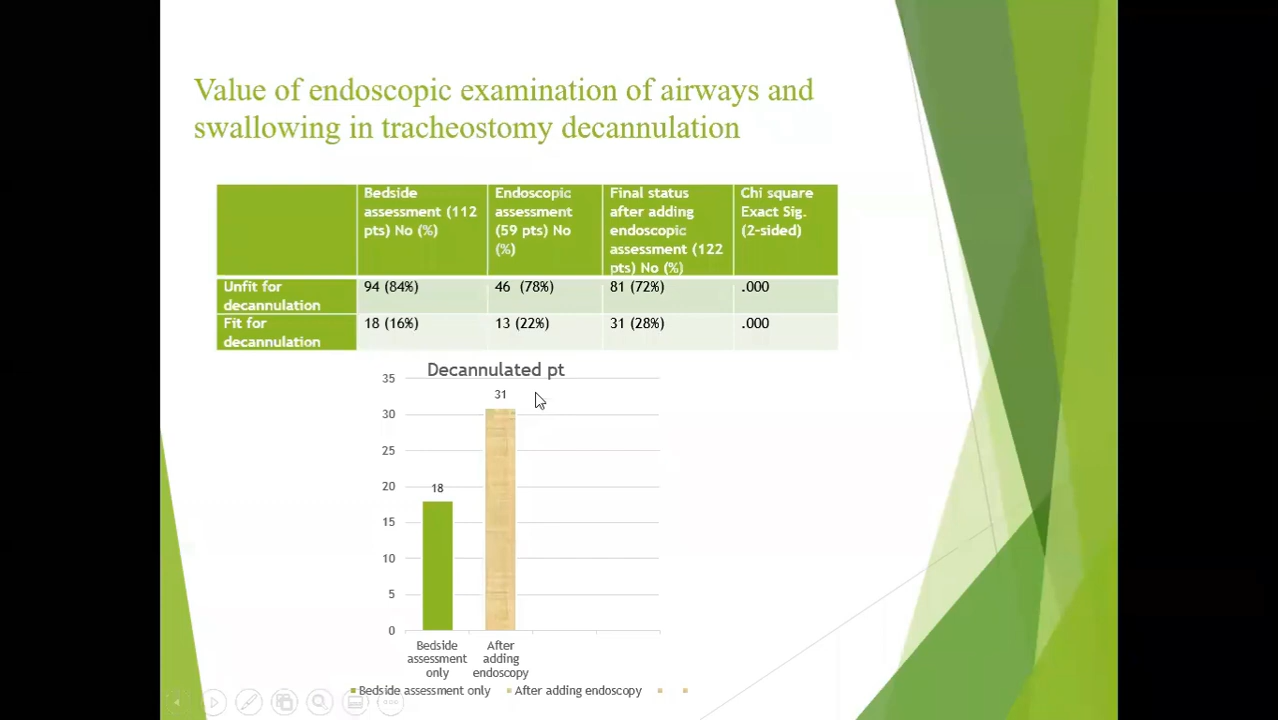 Value of endoscopic examination of airways and
swallowing in tracheostomy decannulation
Bedside
assessment (112
pts) No (%)
Endoscopic
assessment
(59 pts) No
(%)
Final status
after adding
endoscopic
assessment (122
pts) No (%)
Chi square
Exact Sig.
(2-sided)
Unfit for
decannulation
94 (84%)
46 (78%)
81 (72%)
.000
Fit for
decannulation
18 (16%)
13 (22%)
31 (28%)
.000
Decannulated pt
35
30
25
20
15
10
5
0
18
31
Bedside
assessment
only
After
adding
endoscopy
Bedside assessment only
After adding endoscopy